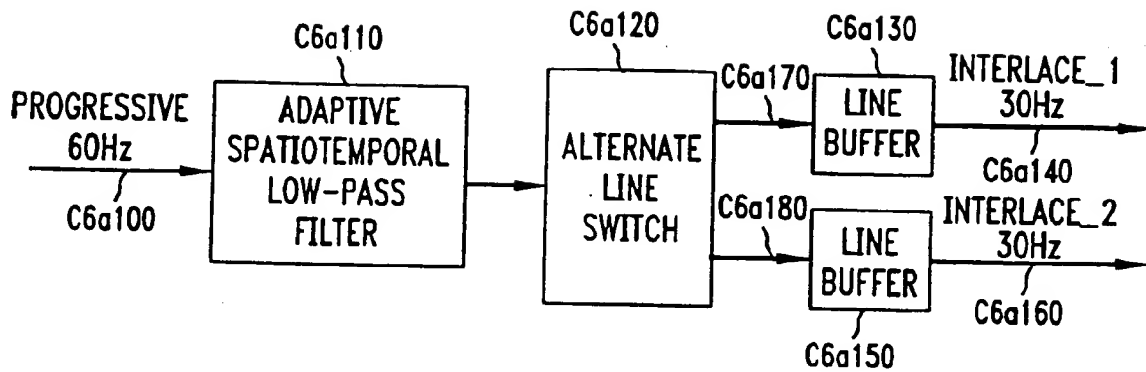 C6a110
C6a120
C6a130
C6a170
INTERLACE_1
30Hz
PROGRESSIVE
60Hz
C6a100
ADAPTIVE
SPATIOTEMPORAL
LOW-PASS
FILTER
ALTERNATE
LINE
SWITCH
LINE
BUFFER
C6a140
C6a180
INTERLACE_2
30Hz
LINE
BUFFER
C6a160
C6a150